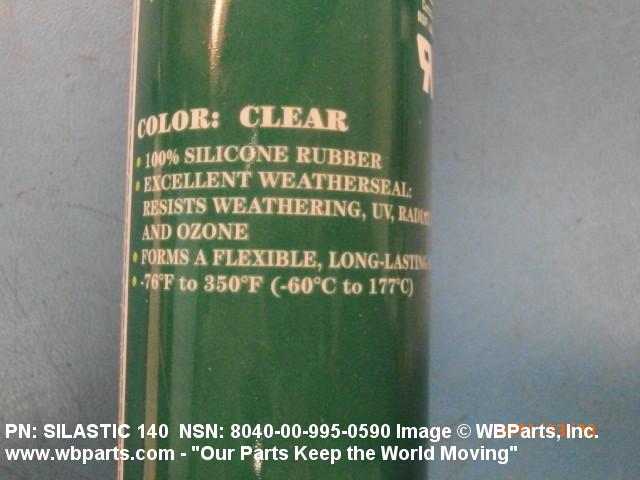 COLOR: CLEAR
• 100% SILICONE RUBBER
• EXCELLENT WEATHERSEAL:
RESISTS WEATHERING, UV,
AND OZONE
• FORMS A FLEXIBLE, LONG-LASTING
• -76°F to 350°F (-60°C to 177°C)
PN: SILASTIC 140 NSN: 8040-00-995-0590 Image © WBParts, Inc.
www.wbparts.com - "Our Parts Keep the World Moving"